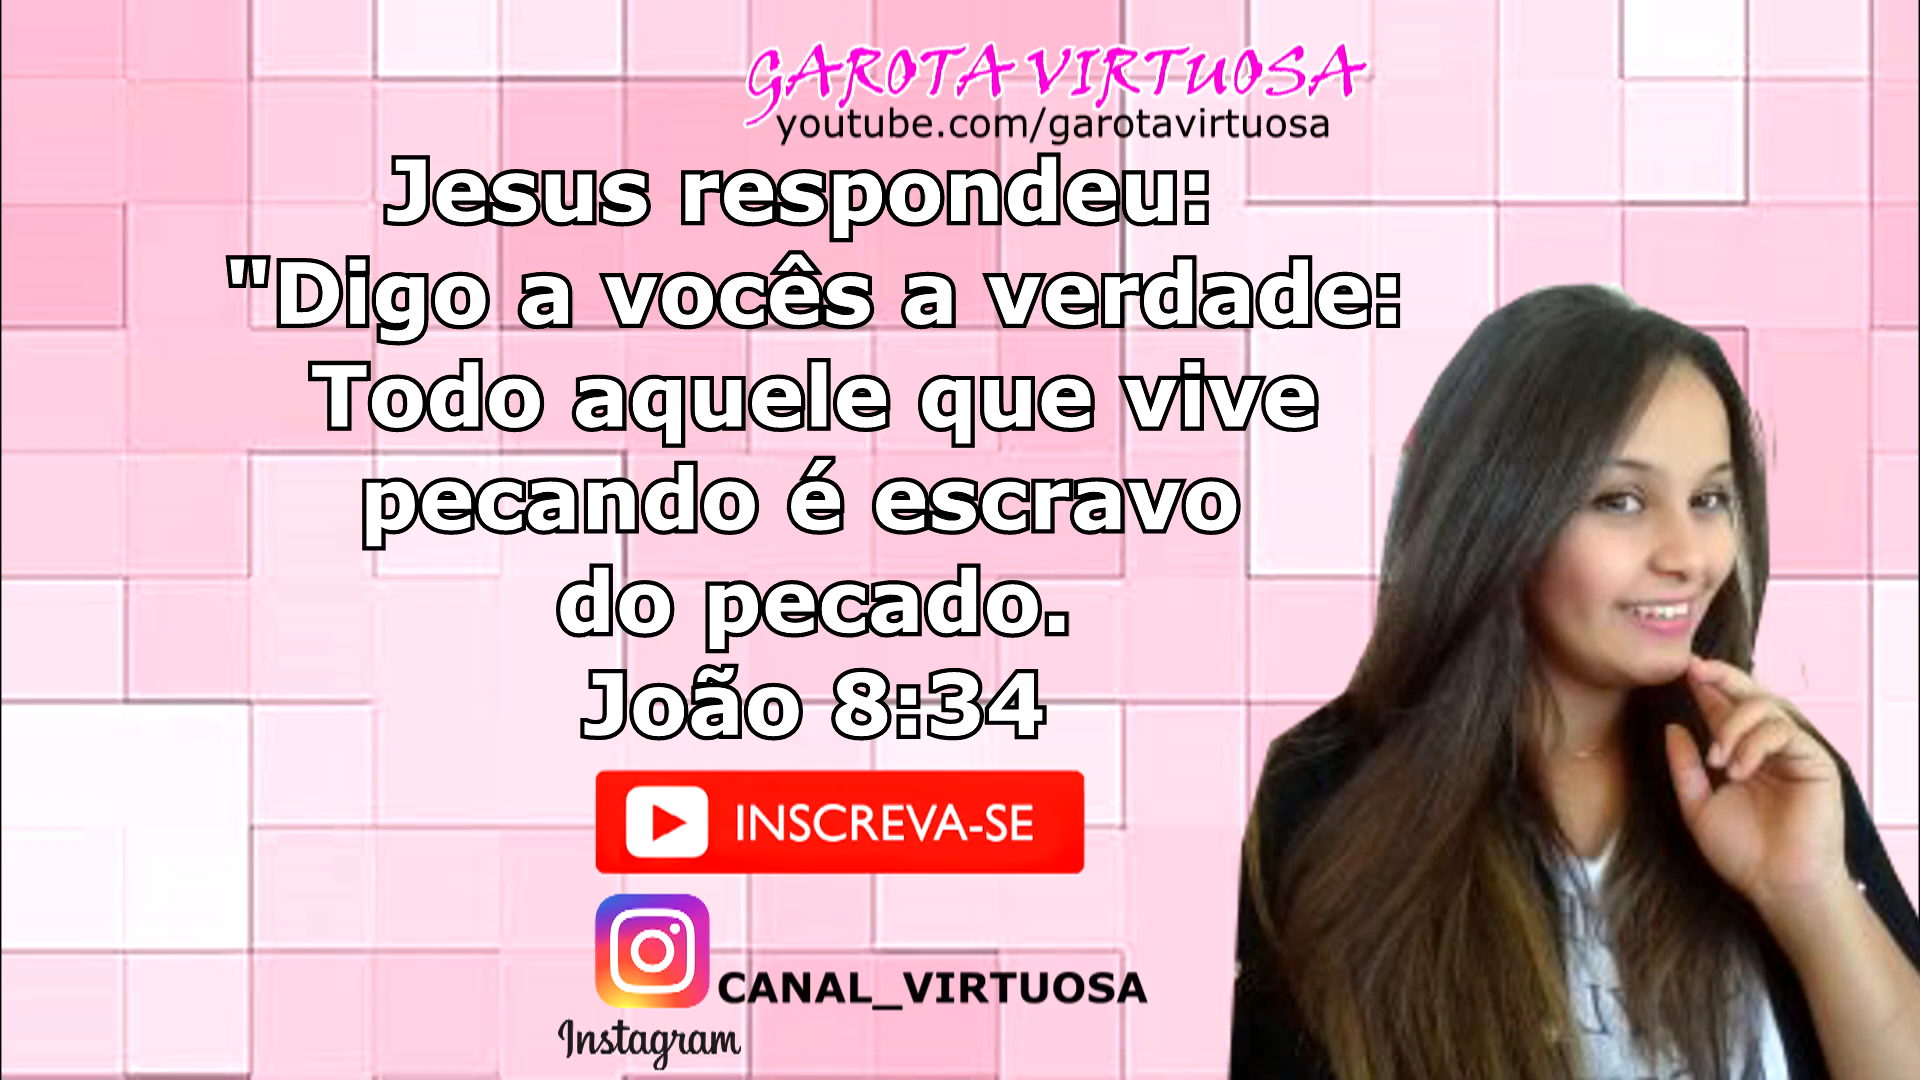 GAROTA VIRTUOSA
youtube.com/garotavirtuosa
Jesus respondeu:
"Digo a vocês a verdade:
Todo aquele que vive
pecando é escravo
do pecado.
João 8:34
INSCREVA-SE
CANAL_VIRTUOSA
Instagram